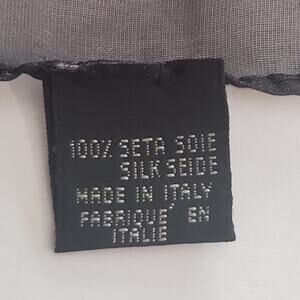 100% SETA SOIE
SILK SEIDE
MADE IN ITALY
FABRIQUE' EN
ITALIE